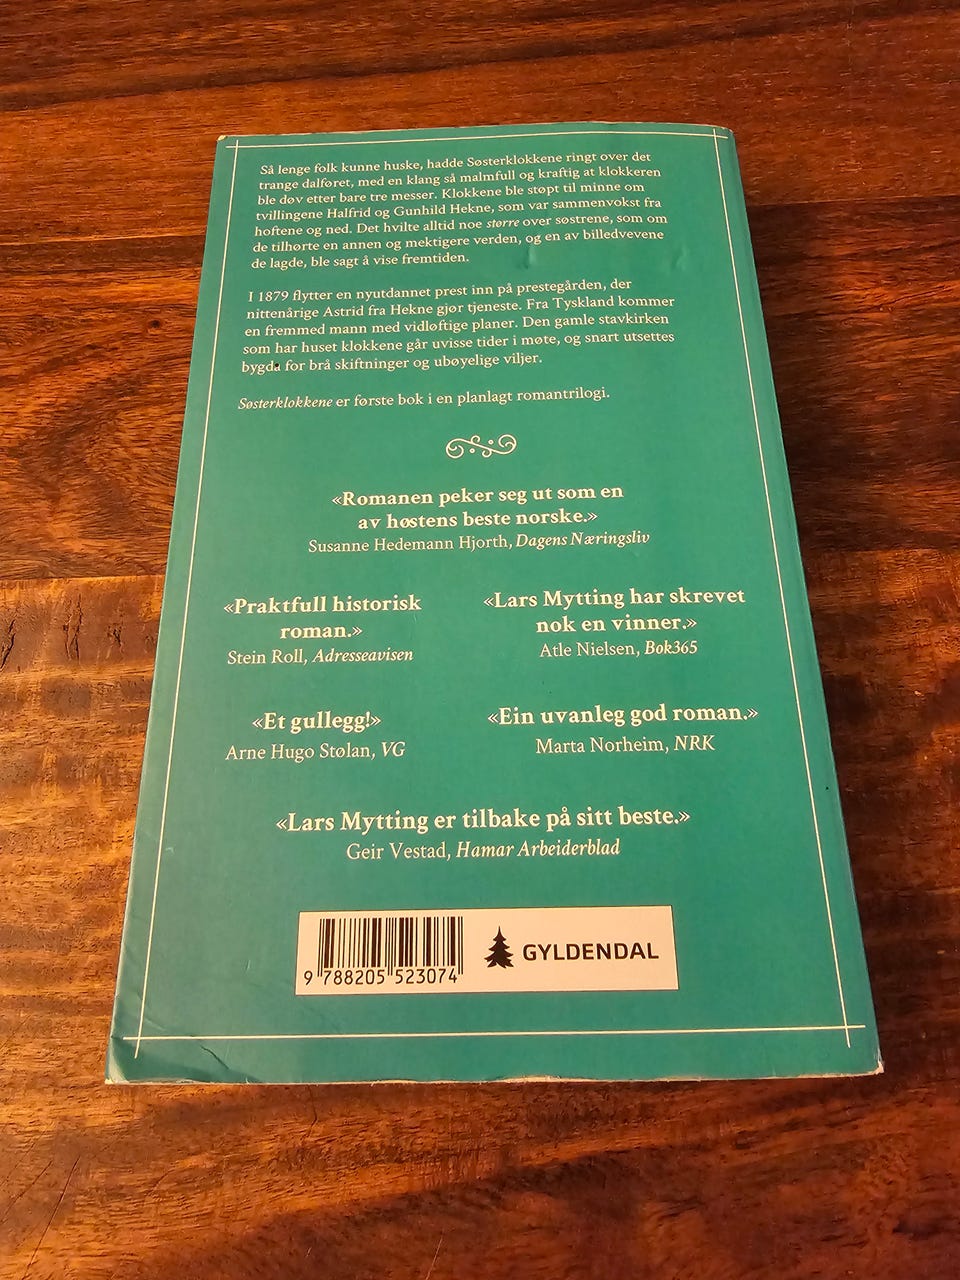 Så lenge folk kunne huske, hadde Søsterklokkene ringt over det
trange dalføret, med en klang så malmfull og kraftig at klokkeren
ble døv etter bare tre messer. Klokkene ble støpt til minne om
tvillingene Halfrid og Gunhild Hekne, som var sammenvokst fra
hoftene og ned. Det hvilte alltid noe større over søstrene, som om
de tilhørte en annen og mektigere verden, og en av billedvevene
de lagde, ble sagt å vise fremtiden.
I 1879 flytter en nyutdannet prest inn på prestegården, der
nittenårige Astrid fra Hekne gjør tjeneste. Fra Tyskland kommer
en fremmed mann med vidløftige planer. Den gamle stavkirken
som har huset klokkene går uvisse tider i møte, og snart utsettes
bygda for brå skiftninger og ubøyelige viljer.
Søsterklokkene er første bok i en planlagt romantrilogi.
«Romanen peker seg ut som en
av høstens beste norske.»
Susanne Hedemann Hjorth, Dagens Næringsliv
«Praktfull historisk
roman.»
Stein Roll, Adresseavisen
«Lars Mytting har skrevet
nok en vinner.»
Atle Nielsen, Bok365
«Et gullegg!»
Arne Hugo Stølan, VG
«Ein uvanleg god roman.»
Marta Norheim, NRK
«Lars Mytting er tilbake på sitt beste.»
Geir Vestad, Hamar Arbeiderblad
9 788205 523074
GYLDENDAL